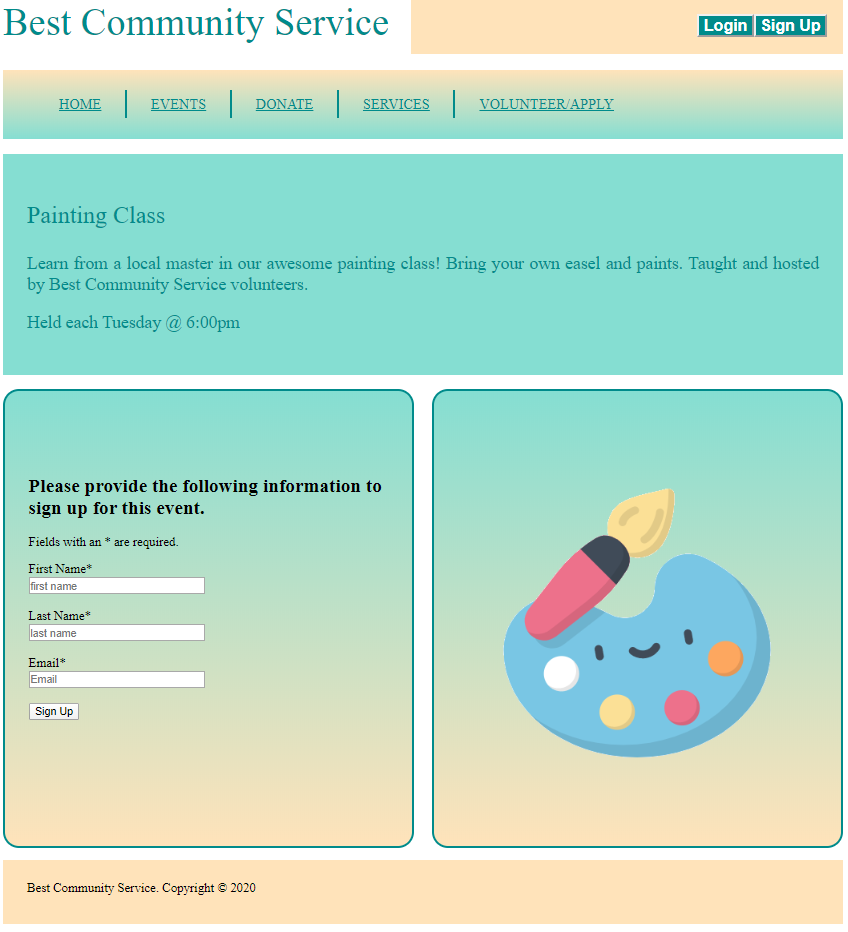 Best Community Service
Login Sign Up
HOME EVENTS DONATE SERVICES VOLUNTEER/APPLY
Painting Class
Learn from a local master in our awesome painting class! Bring your own easel and paints. Taught and hosted
by Best Community Service volunteers.
Held each Tuesday @ 6:00pm
Please provide the following information to
sign up for this event.
Fields with an * are required.
First Name*
first name
Last Name*
last name
Email*
Email
Sign Up
Best Community Service. Copyright © 2020